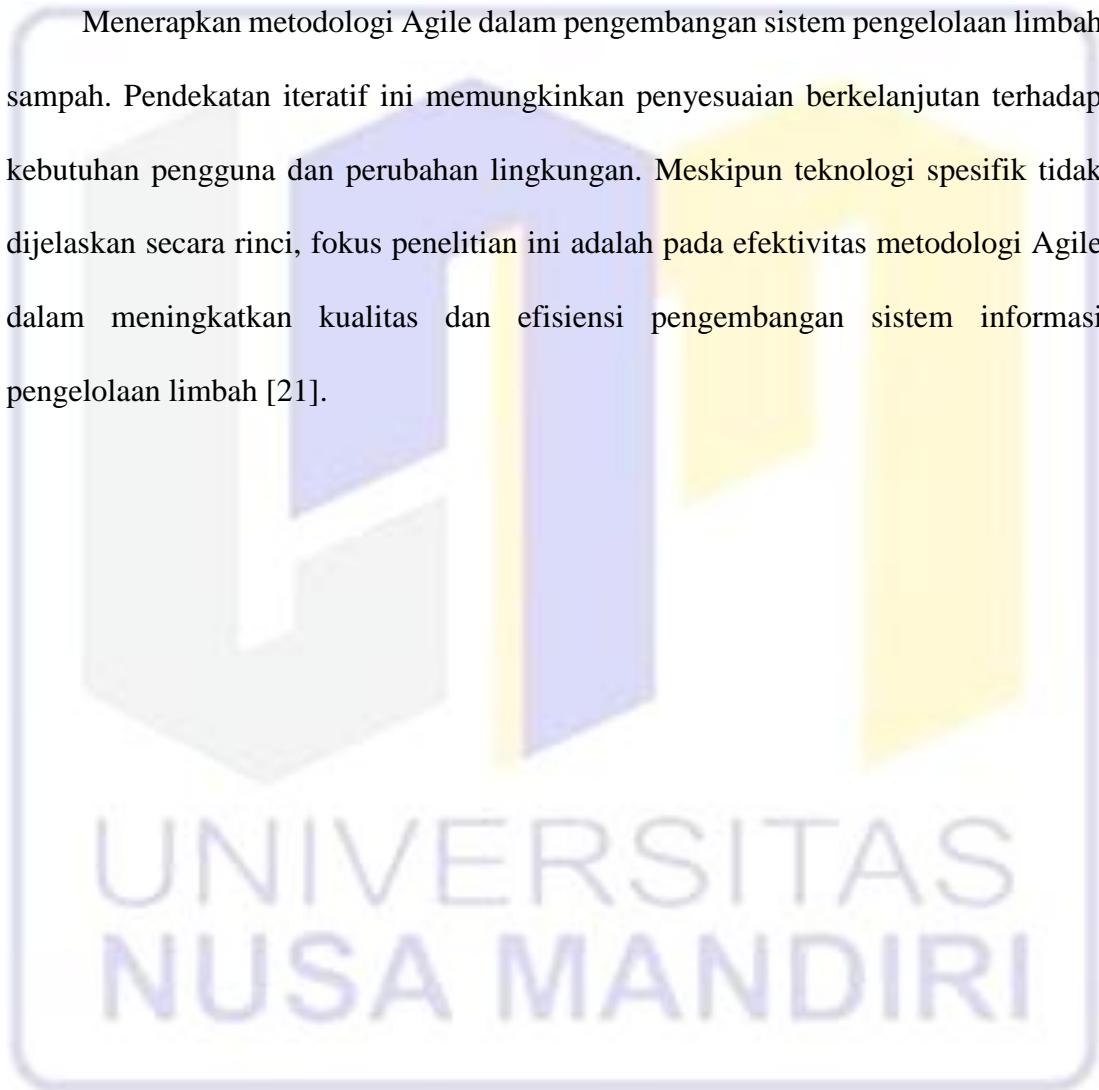 Menerapkan metodologi Agile dalam pengembangan sistem pengelolaan limbah
sampah. Pendekatan iteratif ini memungkinkan penyesuaian berkelanjutan terhadap
kebutuhan pengguna dan perubahan lingkungan. Meskipun teknologi spesifik tidak
dijelaskan secara rinci, fokus penelitian ini adalah pada efektivitas metodologi Agile
dalam meningkatkan kualitas dan efisiensi pengembangan sistem informasi
pengelolaan limbah [21].
UNIVERSITAS
NUSA MANDIRI